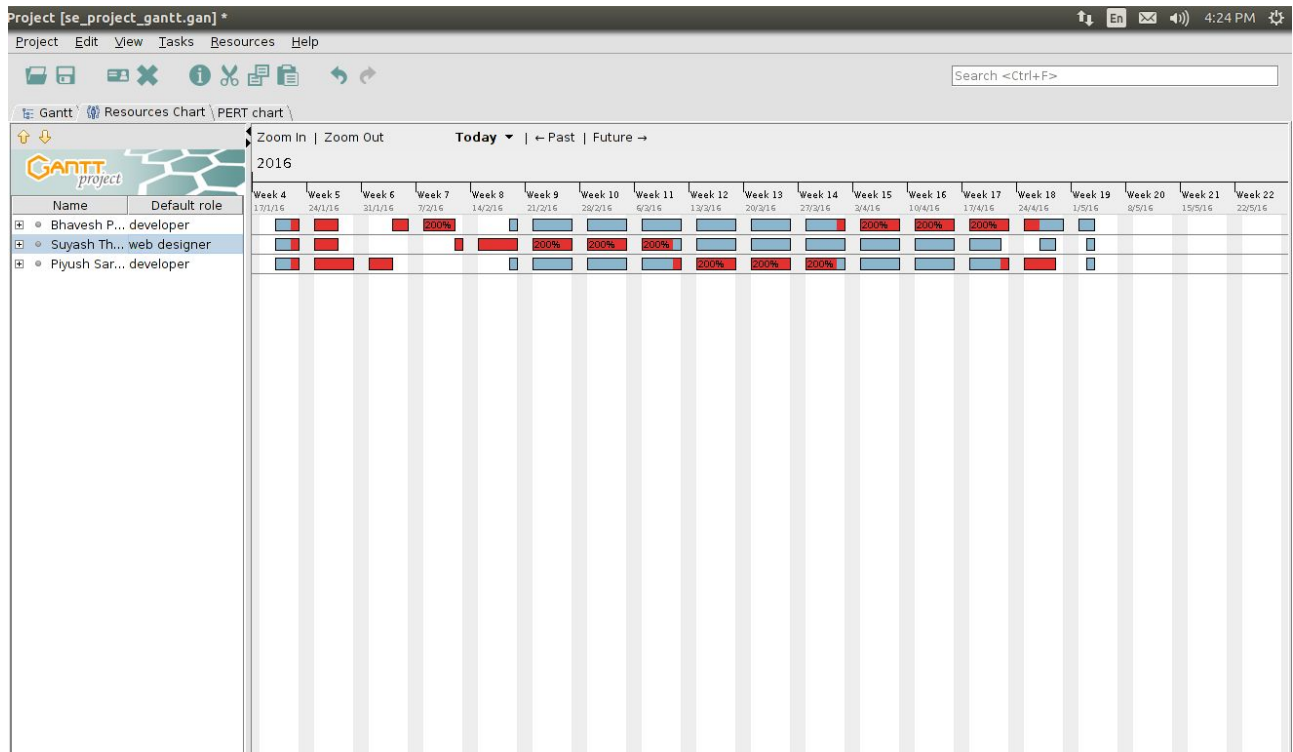 Project [se_project_gantt.gan] *
En
4:24 PM
Project Edit View Tasks Resources Help
Search <Ctrl+F>
Gantt Resources Chart PERT chart
Zoom In | Zoom Out Today | ← Past | Future →
GANTT project
2016
Week 4 Week 5 Week 6 Week 7 Week 8 Week 9 Week 10 Week 11 Week 12 Week 13 Week 14 Week 15 Week 16 Week 17 Week 18 Week 19 Week 20 Week 21 Week 22
17/1/16 24/1/16 31/1/16 7/2/16 14/2/16 21/2/16 28/2/16 6/3/16 13/3/16 20/3/16 27/3/16 3/4/16 10/4/16 17/4/16 24/4/16 1/5/16 8/5/16 15/5/16 22/5/16
Name Default role
Bhavesh P... developer 200% 200% 200% 200%
Suyash Th... web designer 200% 200% 200%
Piyush Sar... developer 200% 200% 200%